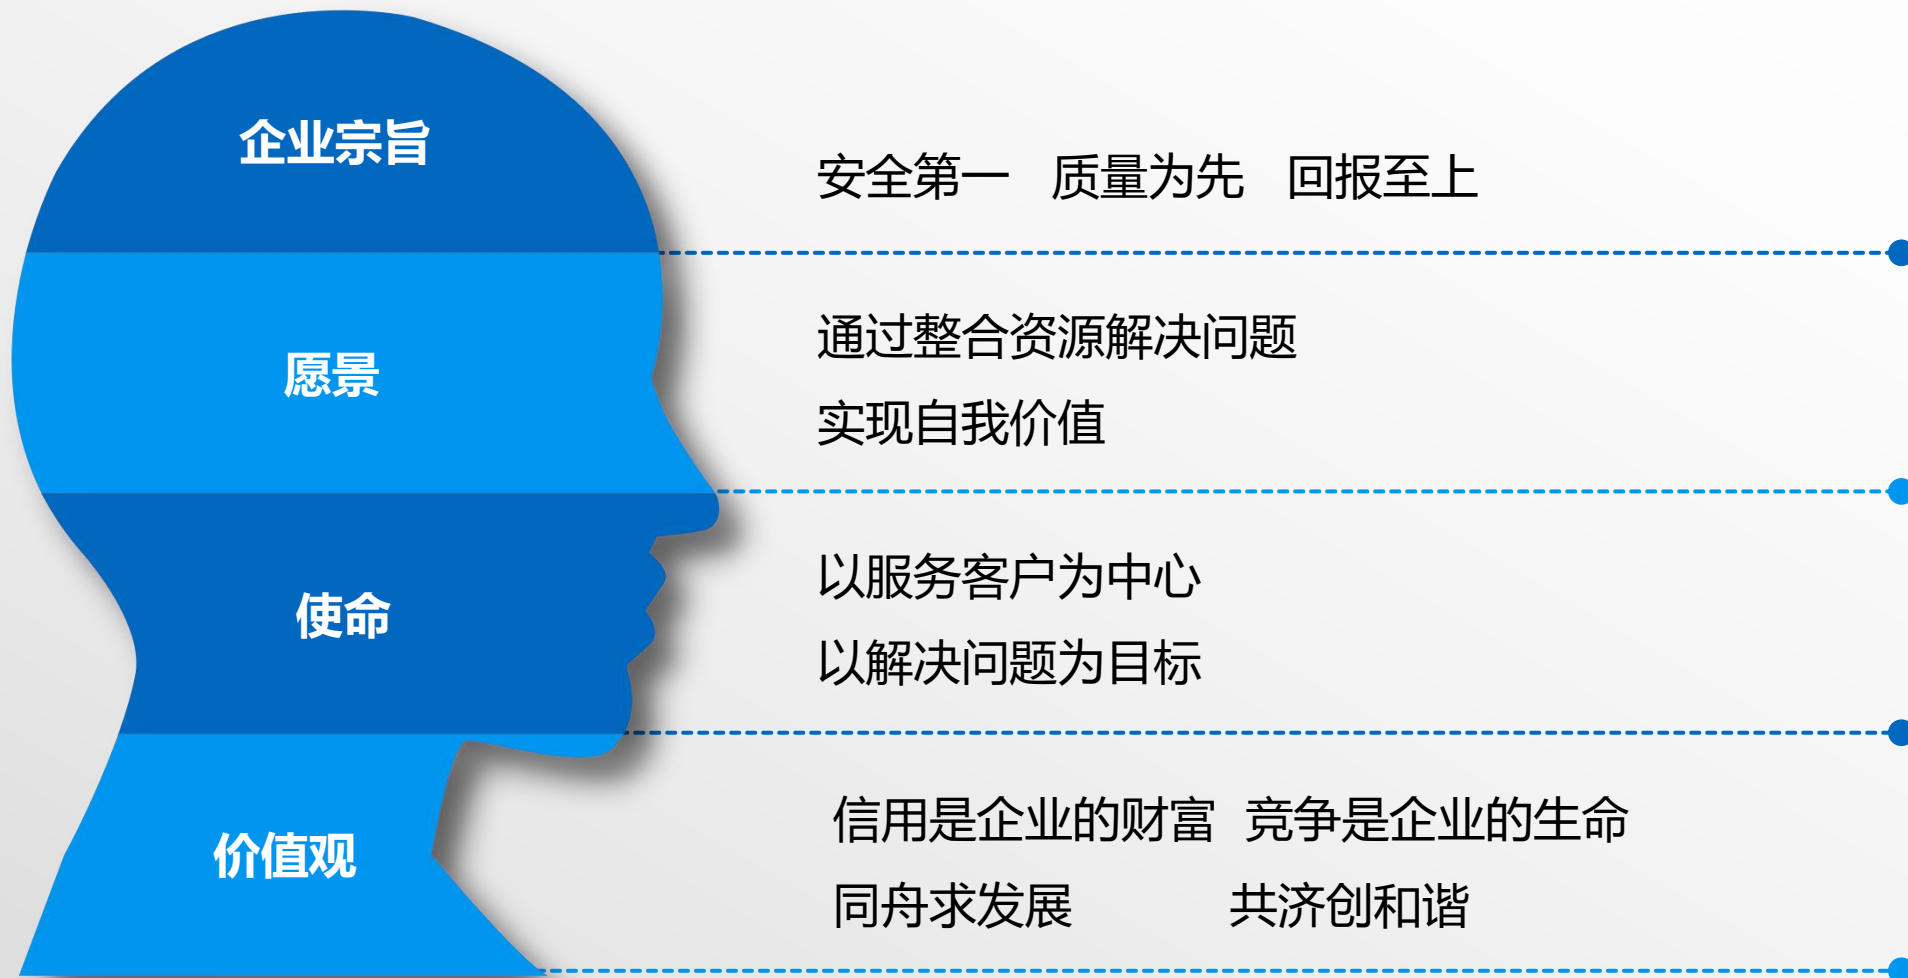 企业宗旨
安全第一 质量为先 回报至上
愿景
通过整合资源解决问题
实现自我价值
使命
以服务客户为中心
以解决问题为目标
价值观
信用是企业的财富 竞争是企业的生命
同舟求发展 共济创和谐